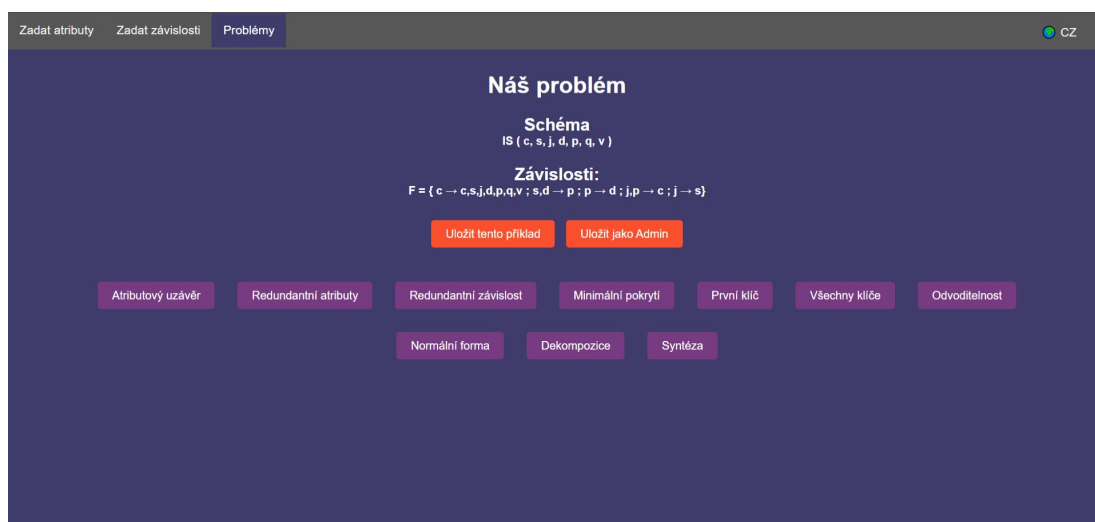 Zadat atributy Zadat závislosti Problémy CZ
Náš problém
Schéma
IS ( c, s, j, d, p, q, v )
Závislosti:
F = { c → c,s,j,d,p,q,v ; s,d → p ; p → d ; j,p → c ; j → s}
Uložit tento příklad Uložit jako Admin
Atributový uzávěr Redundantní atributy Redundantní závislost Minimální pokrytí První klíč Všechny klíče Odvoditelnost
Normální forma Dekompozice Syntéza